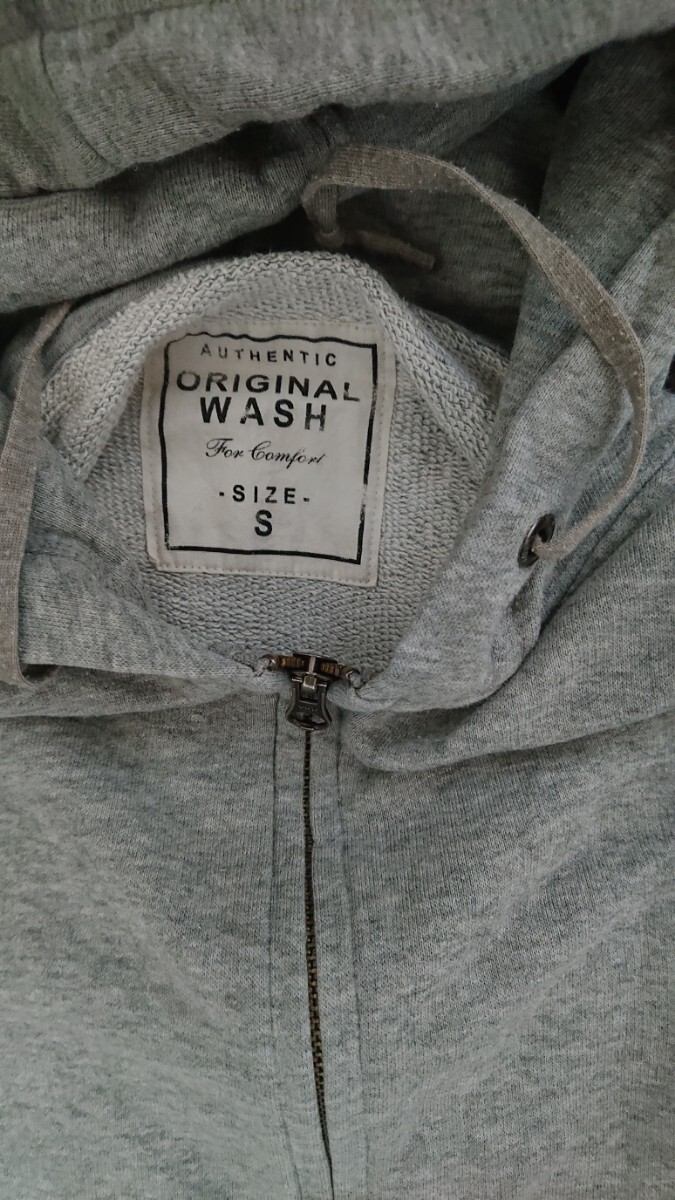 AUTHENTIC
ORIGINAL
WASH
For Comfort
-SIZE-
S